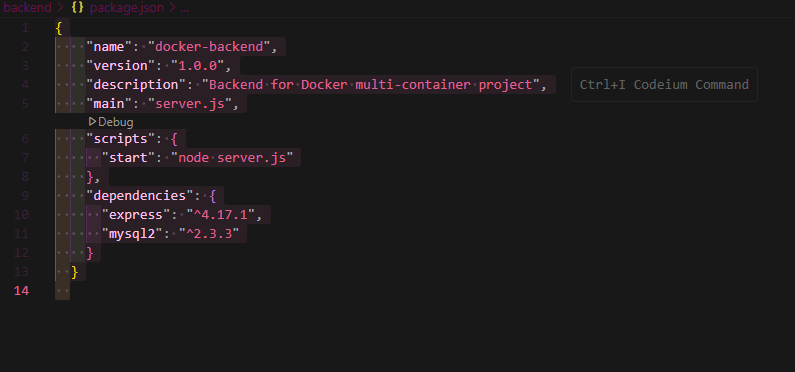 backend > {} package.json > ...
1 {
2 "name": "docker-backend",
3 "version": "1.0.0",
4 "description": "Backend for Docker multi-container project",
Ctrl+I Codeium Command
5 "main": "server.js",
Debug
6 "scripts": {
7 "start": "node server.js"
8 },
9 "dependencies": {
10 "express": "^4.17.1",
11 "mysql2": "^2.3.3"
12 }
13 }
14